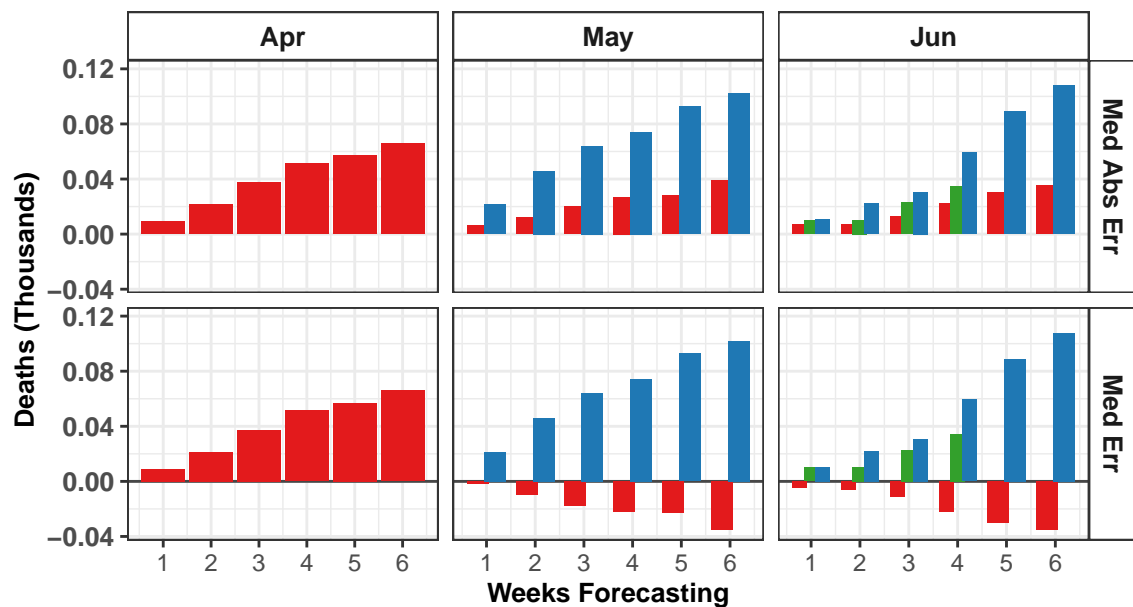 Apr May Jun
Deaths (Thousands)
0.12
0.08
0.04
0.00
−0.04
Med Abs Err
0.12
0.08
0.04
0.00
−0.04
Med Err
1 2 3 4 5 6 1 2 3 4 5 6 1 2 3 4 5 6
Weeks Forecasting